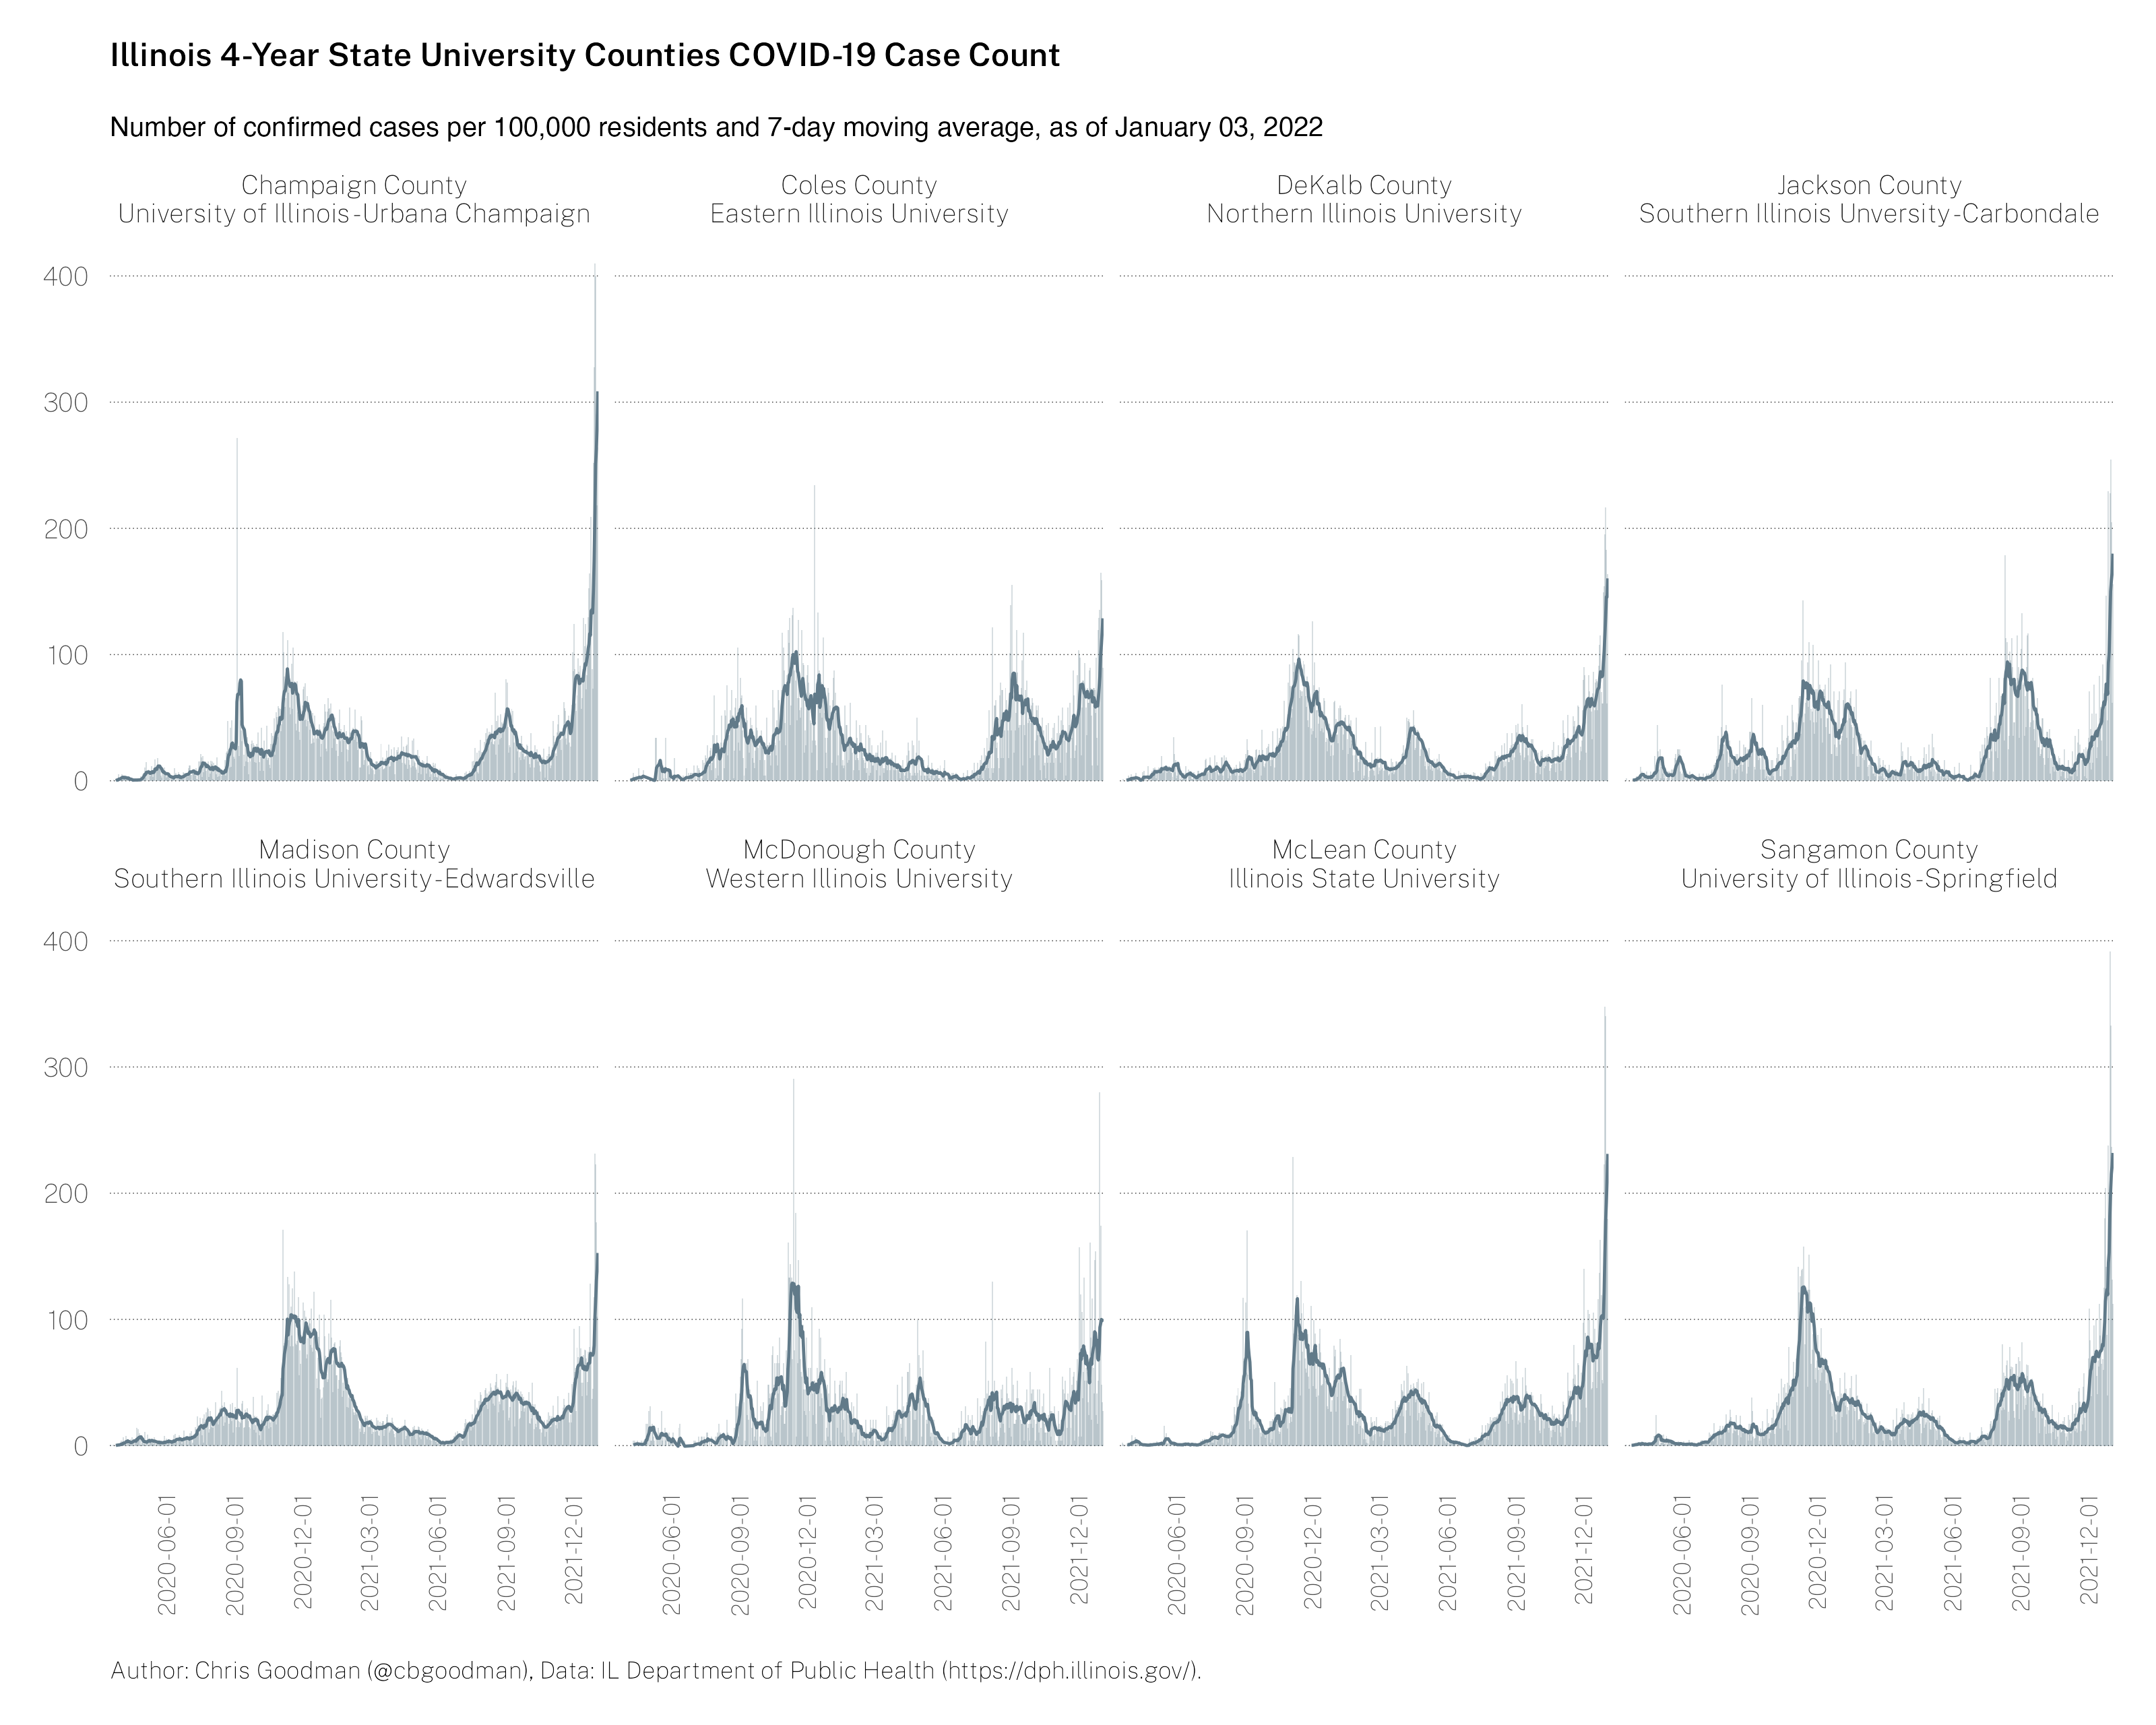 Illinois 4-Year State University Counties COVID-19 Case Count
Number of confirmed cases per 100,000 residents and 7-day moving average, as of January 03, 2022
Champaign County
University of Illinois-Urbana Champaign
Coles County
Eastern Illinois University
DeKalb County
Northern Illinois University
Jackson County
Southern Illinois Unversity-Carbondale
400
300
200
100
0
Madison County
Southern Illinois University-Edwardsville
McDonough County
Western Illinois University
McLean County
Illinois State University
Sangamon County
University of Illinois-Springfield
400
300
200
100
0
2020-06-01
2020-09-01
2020-12-01
2021-03-01
2021-06-01
2021-09-01
2021-12-01
2020-06-01
2020-09-01
2020-12-01
2021-03-01
2021-06-01
2021-09-01
2021-12-01
2020-06-01
2020-09-01
2020-12-01
2021-03-01
2021-06-01
2021-09-01
2021-12-01
2020-06-01
2020-09-01
2020-12-01
2021-03-01
2021-06-01
2021-09-01
2021-12-01
Author: Chris Goodman (@cbgoodman), Data: IL Department of Public Health (https://dph.illinois.gov/).